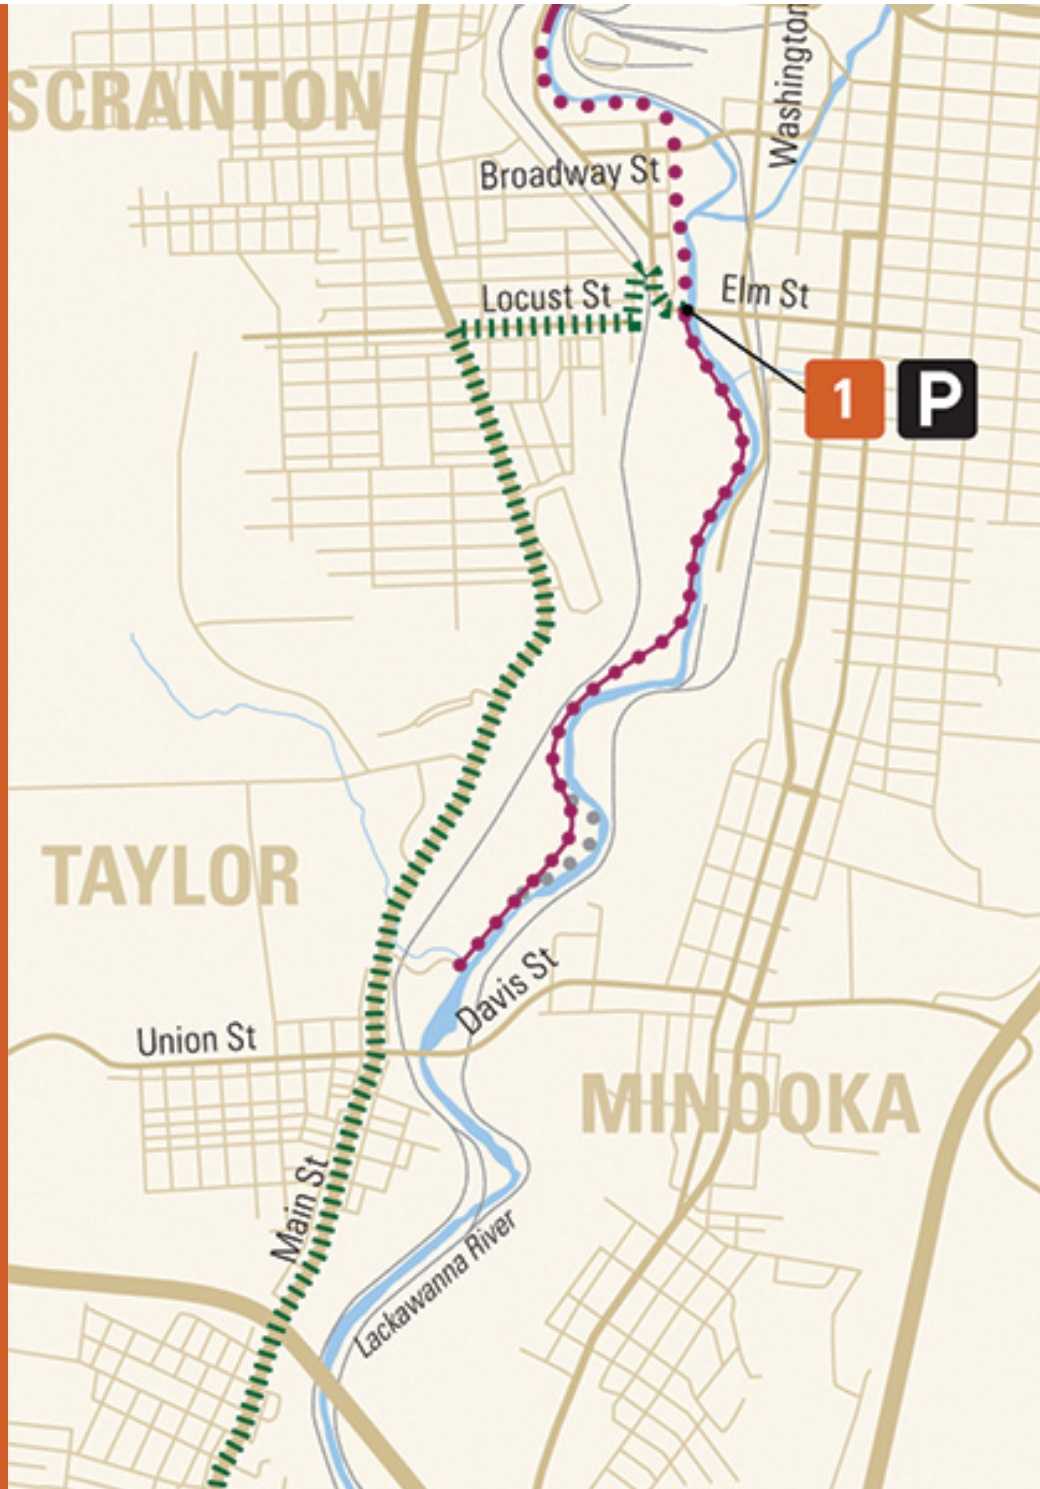 SCRANTON
Washington
Broadway St
Locust St
Elm St
1
P
TAYLOR
Davis St
Union St
MINOOKA
Main St
Lackawanna River